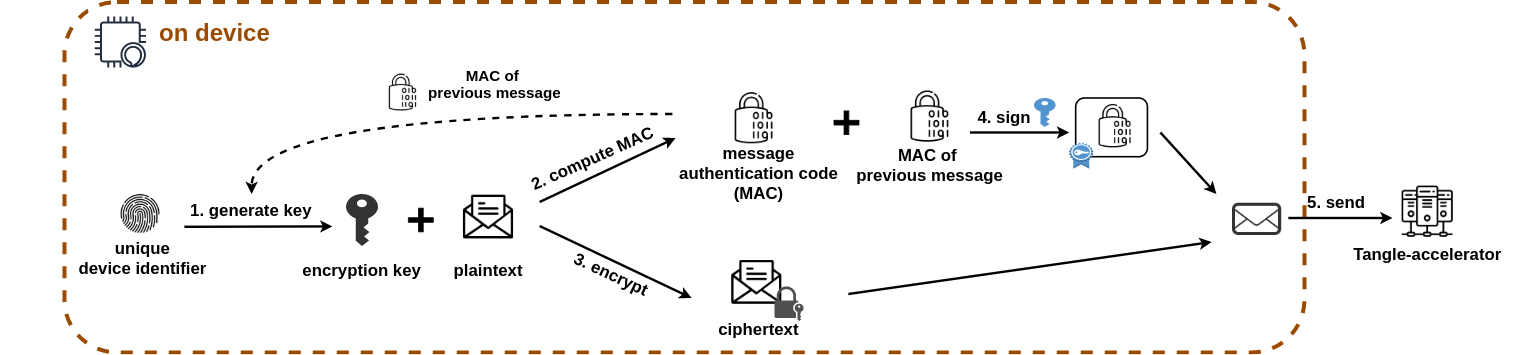 on device
MAC of
previous message
1. generate key
unique
device identifier
encryption key
plaintext
2. compute MAC
3. encrypt
message
authentication code
(MAC)
MAC of
previous message
4. sign
ciphertext
5. send
Tangle-accelerator